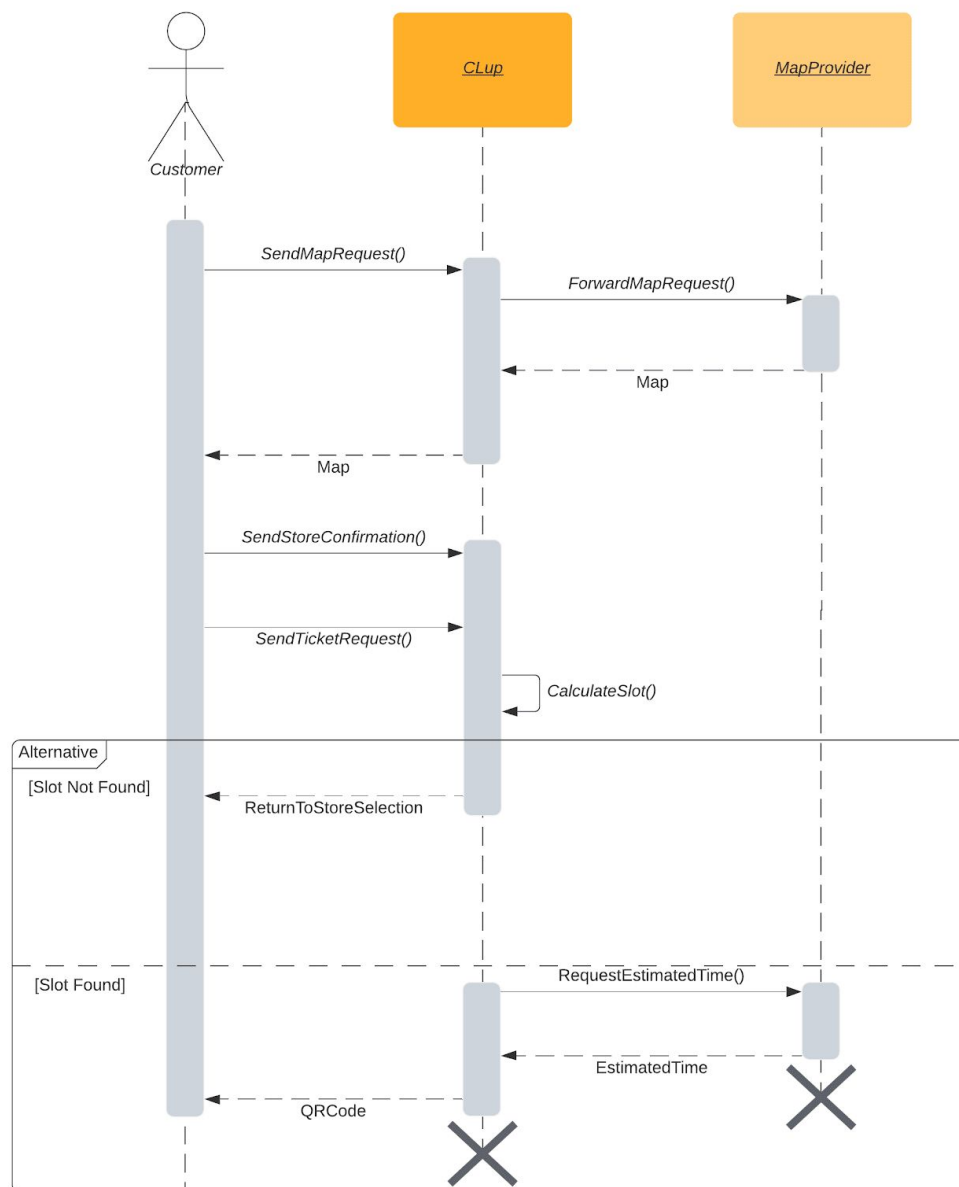 CLup
MapProvider
Customer
SendMapRequest()
ForwardMapRequest()
Map
Map
SendStoreConfirmation()
SendTicketRequest()
CalculateSlot()
Alternative
[Slot Not Found]
ReturnToStoreSelection
[Slot Found]
RequestEstimatedTime()
EstimatedTime
QRCode